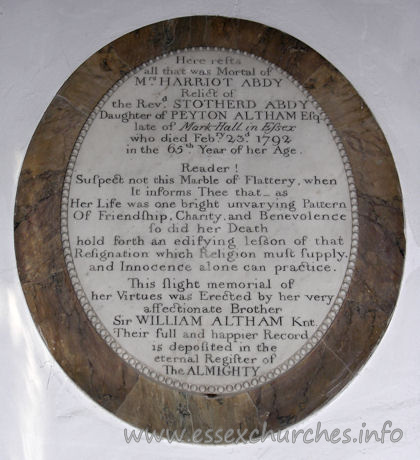 Here reſts
all that was Mortal of
Mrs HARRIOT ABDY
Relict of
the Revd. STOTHERD ABDY
Daughter of PEYTON ALTHAM Eſqr.
late of Mark-Hall in Eſſex
who died Febry. 23d. 1792
in the 65th Year of her Age.
Reader!
Suſpect not this Marble of Flattery, when
It informs Thee that_ as
Her Life was one bright unvarying Pattern
Of Friendſhip, Charity, and Benevolence
ſo did her Death
hold forth an edifying leſſon of that
Reſignation which Religion muſt ſupply,
and Innocence alone can practice.
This ſlight memorial of
her Virtues was Erected by her very
affectionate Brother
Sir WILLIAM ALTHAM Knt.
Their full and happier Record
is depoſited in the
eternal Regiſter of
The ALMIGHTY
www.essexchurches.info